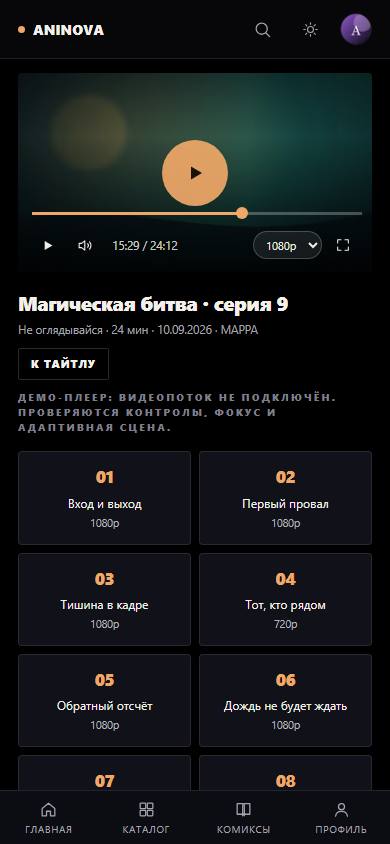 ANINOVA
A
15:29 / 24:12
1080p
Магическая битва · серия 9
Не оглядывайся · 24 мин · 10.09.2026 · MAPPA
К ТАЙТЛУ
ДЕМО-ПЛЕЕР: ВИДЕОПОТОК НЕ ПОДКЛЮЧЁН.
ПРОВЕРЯЮТСЯ КОНТРОЛЫ, ФОКУС И
АДАПТИВНАЯ СЦЕНА.
01
Вход и выход
1080p
02
Первый провал
1080p
03
Тишина в кадре
1080p
04
Тот, кто рядом
720p
05
Обратный отсчёт
1080p
06
Дождь не будет ждать
1080p
07
08
ГЛАВНАЯ
КАТАЛОГ
КОМИКСЫ
ПРОФИЛЬ